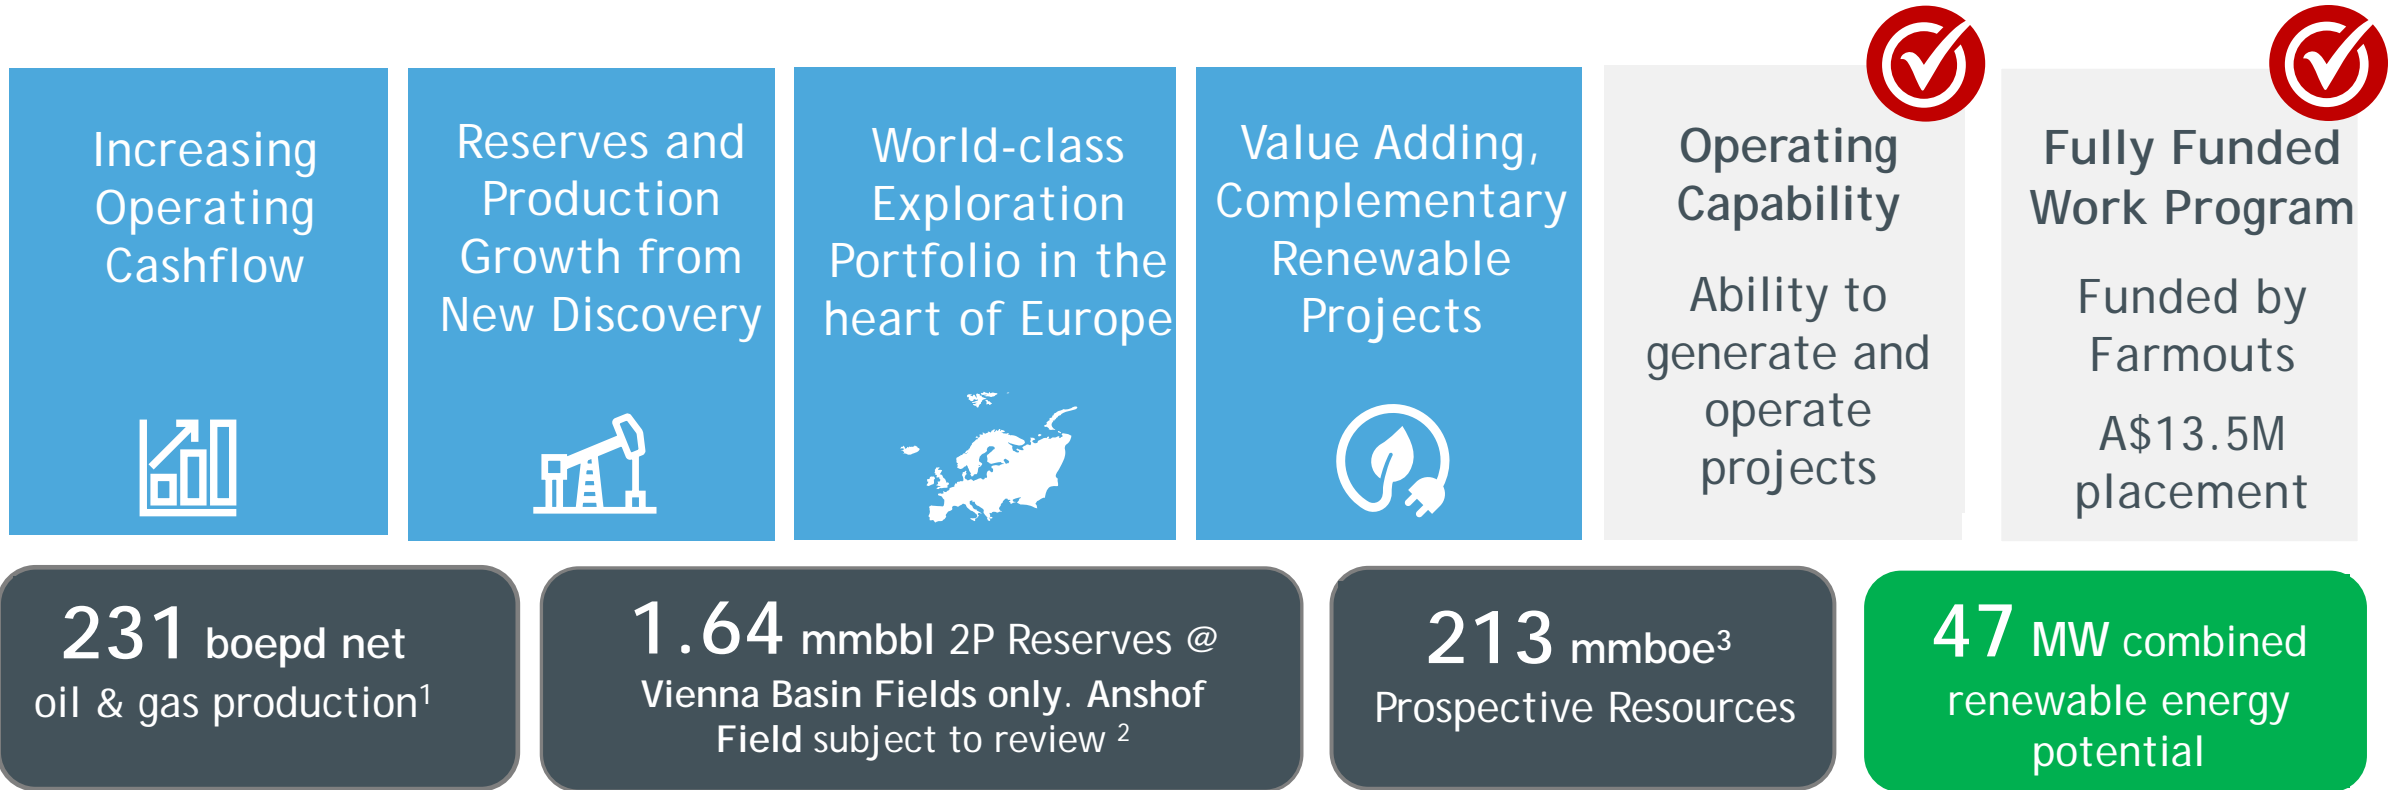 Increasing
Operating
Cashflow
Reserves and
Production
Growth from
New Discovery
World-class
Exploration
Portfolio in the
heart of Europe
Value Adding,
Complementary
Renewable
Projects
Operating
Capability
Ability to
generate and
operate
projects
Fully Funded
Work Program
Funded by
Farmouts
A$13.5M
placement
231 boepd net
oil & gas production¹
1.64 mmbbl 2P Reserves @
Vienna Basin Fields only. Anshof
Field subject to review ²
213 mmboe³
Prospective Resources
47 MW combined
renewable energy
potential